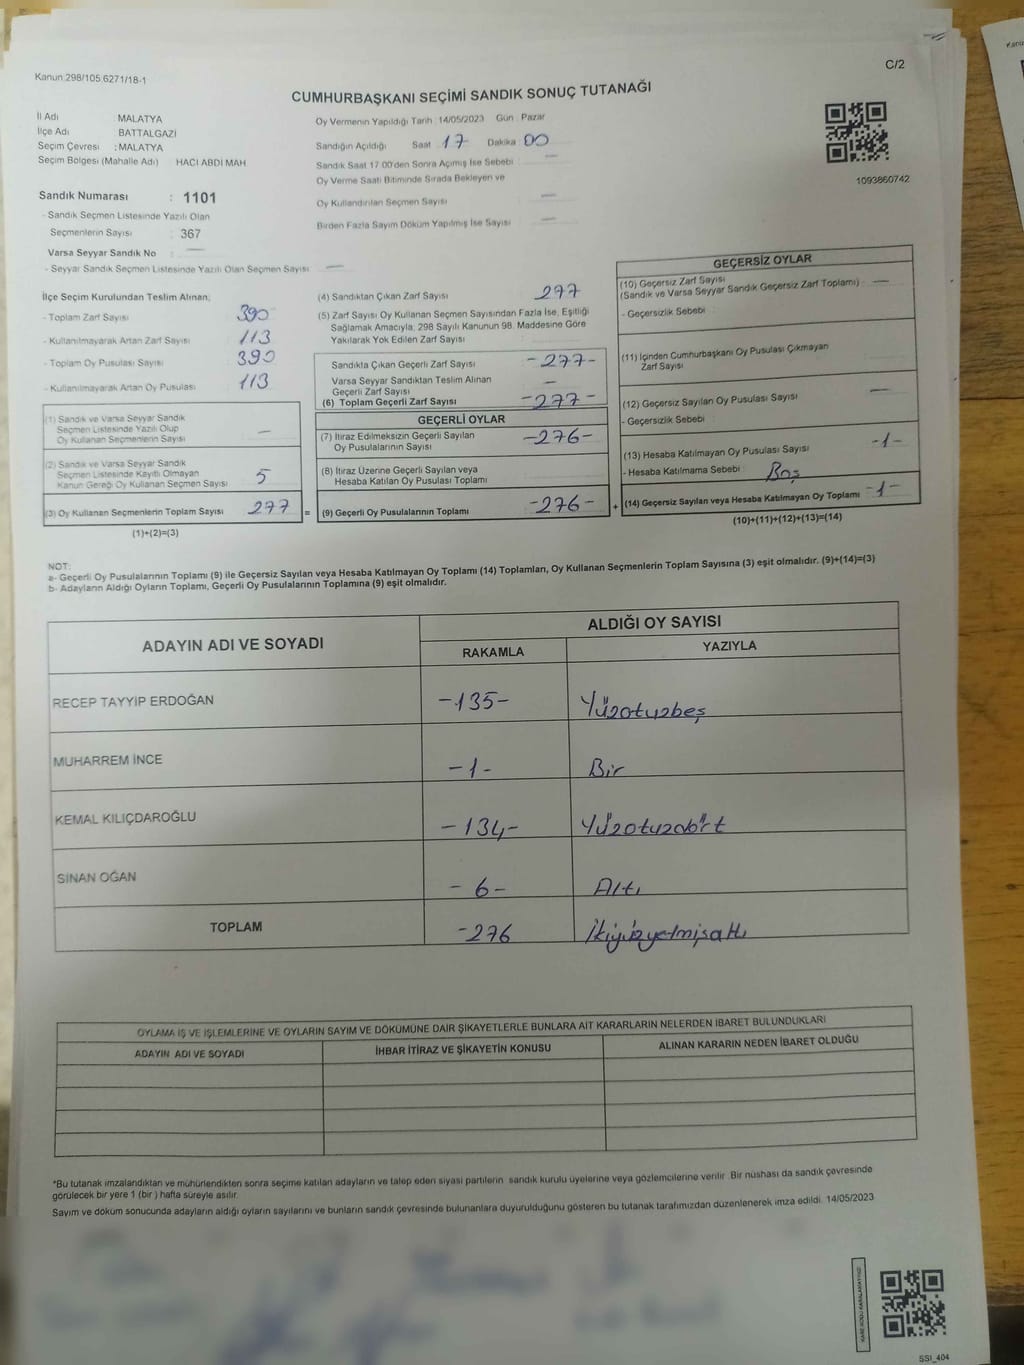 C/2
Kanun 298/105 6271/18-1
CUMHURBAŞKANI SEÇİMİ SANDIK SONUÇ TUTANAĞI
İl Adı : MALATYA
İlçe Adı : BATTALGAZİ
Seçim Çevresi : MALATYA
Seçim Bölgesi (Mahalle Adı) HACI ABDİ MAH
Sandık Numarası : 1101
- Sandık Seçmen Listesinde Yazılı Olan
Seçmenlerin Sayısı : 367
Varsa Seyyar Sandık No : —
- Seyyar Sandık Seçmen Listesinde Yazılı Olan Seçmen Sayısı —
Oy Vermenin Yapıldığı Tarih 14/05/2023 Gün Pazar
Sandığın Açıldığı Saat 17 Dakika 00
Sandık Saat 17 00'den Sonra Açılmış İse Sebebi —
Oy Verme Saati Bitiminde Sırada Bekleyen ve
Oy Kullandırılan Seçmen Sayısı —
Birden Fazla Sayım Döküm Yapılmış İse Sayısı —
1093860742
İlçe Seçim Kurulundan Teslim Alınan;
- Toplam Zarf Sayısı 390
- Kullanılmayarak Artan Zarf Sayısı 113
- Toplam Oy Pusulası Sayısı 390
- Kullanılmayarak Artan Oy Pusulası 113
(1) Sandık ve Varsa Seyyar Sandık
Seçmen Listesinde Yazılı Olup
Oy Kullanan Seçmenlerin Sayısı —
(2) Sandık ve Varsa Seyyar Sandık
Seçmen Listesinde Kayıtlı Olmayan
Kanun Gereği Oy Kullanan Seçmen Sayısı 5
(3) Oy Kullanan Seçmenlerin Toplam Sayısı 277 =
(1)+(2)=(3)
(4) Sandıktan Çıkan Zarf Sayısı 277
(5) Zarf Sayısı Oy Kullanan Seçmen Sayısından Fazla İse, Eşitliği
Sağlamak Amacıyla; 298 Sayılı Kanunun 98. Maddesine Göre
Yakılarak Yok Edilen Zarf Sayısı
Sandıkta Çıkan Geçerli Zarf Sayısı -277-
Varsa Seyyar Sandıktan Teslim Alınan
Geçerli Zarf Sayısı —
(6) Toplam Geçerli Zarf Sayısı -277-
GEÇERLİ OYLAR
(7) İtiraz Edilmeksizin Geçerli Sayılan
Oy Pusulalarının Sayısı -276-
(8) İtiraz Üzerine Geçerli Sayılan veya
Hesaba Katılan Oy Pusulası Toplamı
(9) Geçerli Oy Pusulalarının Toplamı -276- +
GEÇERSİZ OYLAR
(10) Geçersiz Zarf Sayısı
(Sandık ve Varsa Seyyar Sandık Geçersiz Zarf Toplamı) : —
- Geçersizlik Sebebi
(11) İçinden Cumhurbaşkanı Oy Pusulası Çıkmayan
Zarf Sayısı
(12) Geçersiz Sayılan Oy Pusulası Sayısı —
- Geçersizlik Sebebi
(13) Hesaba Katılmayan Oy Pusulası Sayısı -1-
- Hesaba Katılmama Sebebi Boş
(14) Geçersiz Sayılan veya Hesaba Katılmayan Oy Toplamı -1-
(10)+(11)+(12)+(13)=(14)
NOT:
a- Geçerli Oy Pusulalarının Toplamı (9) ile Geçersiz Sayılan veya Hesaba Katılmayan Oy Toplamı (14) Toplamları, Oy Kullanan Seçmenlerin Toplam Sayısına (3) eşit olmalıdır. (9)+(14)=(3)
b- Adayların Aldığı Oyların Toplamı, Geçerli Oy Pusulalarının Toplamına (9) eşit olmalıdır.
ADAYIN ADI VE SOYADI
ALDIĞI OY SAYISI
RAKAMLA YAZIYLA
RECEP TAYYİP ERDOĞAN -135- Yüzotuzbeş
MUHARREM İNCE -1- Bir
KEMAL KILIÇDAROĞLU -134- Yüzotuzdört
SİNAN OĞAN -6- Altı
TOPLAM -276 İkiyüzyetmişaltı
OYLAMA İŞ VE İŞLEMLERİNE VE OYLARIN SAYIM VE DÖKÜMÜNE DAİR ŞİKAYETLERLE BUNLARA AİT KARARLARIN NELERDEN İBARET BULUNDUKLARI
ADAYIN ADI VE SOYADI İHBAR İTİRAZ VE ŞİKAYETİN KONUSU ALINAN KARARIN NEDEN İBARET OLDUĞU
*Bu tutanak imzalandıktan ve mühürlendikten sonra seçime katılan adayların ve talep eden siyasi partilerin sandık kurulu üyelerine veya gözlemcilerine verilir. Bir nüshası da sandık çevresinde
görülecek bir yere 1 (bir ) hafta süreyle asılır.
Sayım ve döküm sonucunda adayların aldığı oyların sayılarını ve bunların sandık çevresinde bulunanlara duyurulduğunu gösteren bu tutanak tarafımızdan düzenlenerek imza edildi. 14/05/2023
KARE KODU KARALAMAYINIZ!
SSI_404